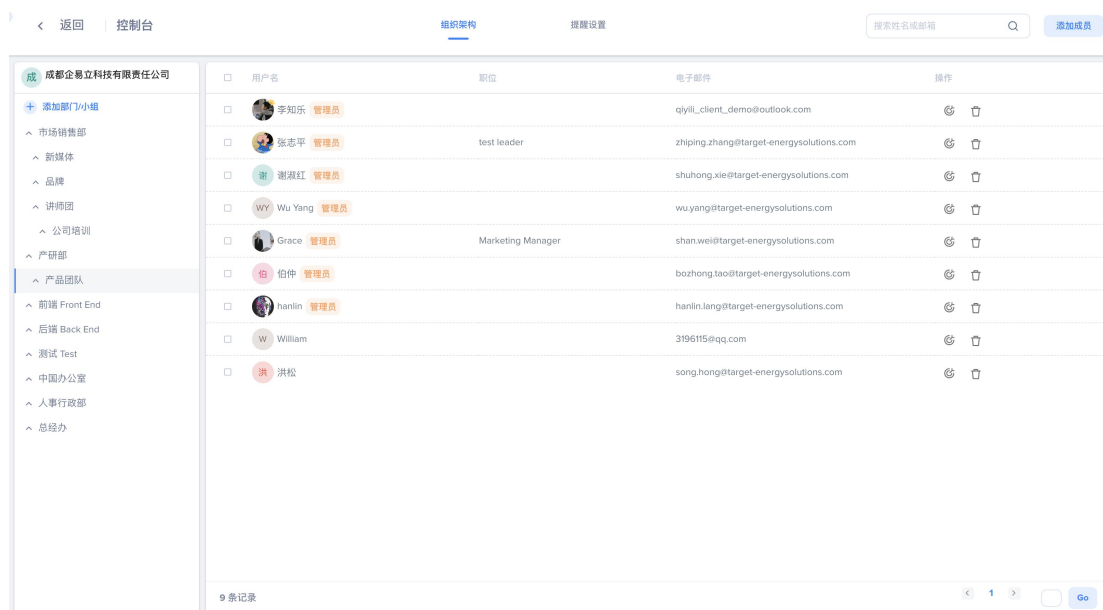 返回 控制台 组织架构 提醒设置 搜索姓名或邮箱 添加成员
成 成都企易立科技有限责任公司
添加部门/小组
市场销售部
新媒体
品牌
讲师团
公司培训
产研部
产品团队
前端 Front End
后端 Back End
测试 Test
中国办公室
人事行政部
总经办
用户名 职位 电子邮件 操作
李知乐 管理员 qiyili_client_demo@outlook.com
张志平 管理员 test leader zhiping.zhang@target-energysolutions.com
谢 谢淑红 管理员 shuhong.xie@target-energysolutions.com
WY Wu Yang 管理员 wu.yang@target-energysolutions.com
Grace 管理员 Marketing Manager shan.wei@target-energysolutions.com
伯 伯仲 管理员 bozhong.tao@target-energysolutions.com
hanlin 管理员 hanlin.lang@target-energysolutions.com
W William 3196115@qq.com
洪 洪松 song.hong@target-energysolutions.com
9 条记录 1 Go